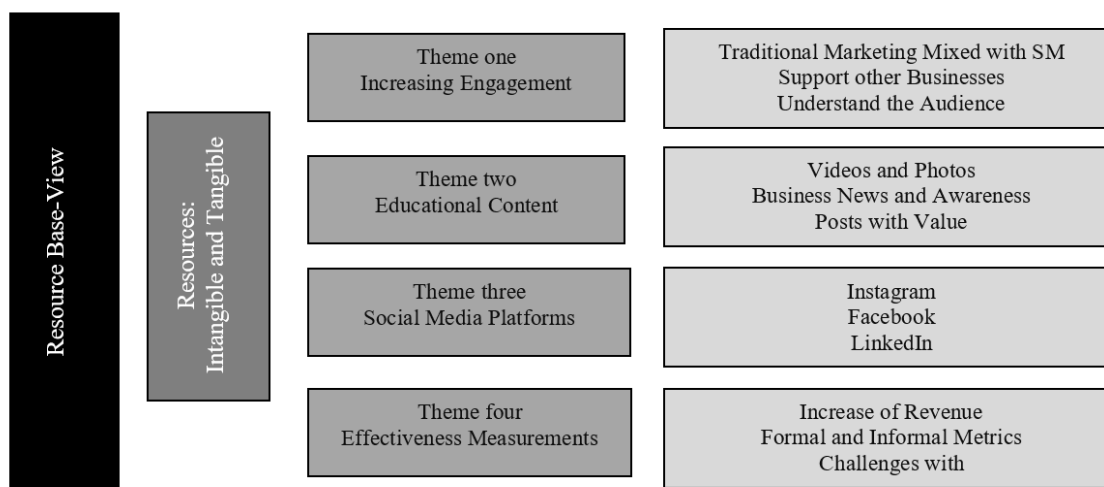 Resource Base-View
Resources:
Intangible and Tangible
Theme one
Increasing Engagement
Traditional Marketing Mixed with SM
Support other Businesses
Understand the Audience
Theme two
Educational Content
Videos and Photos
Business News and Awareness
Posts with Value
Theme three
Social Media Platforms
Instagram
Facebook
LinkedIn
Theme four
Effectiveness Measurements
Increase of Revenue
Formal and Informal Metrics
Challenges with